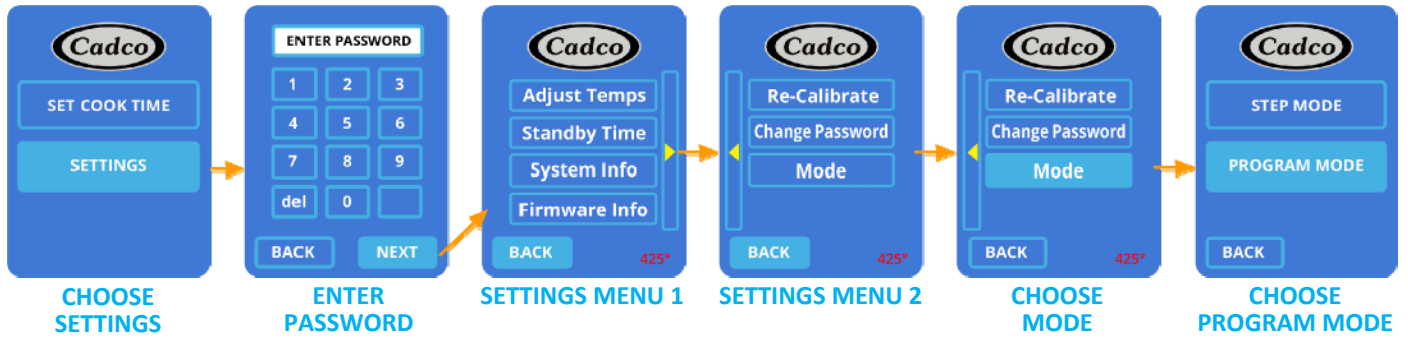 Cadco
SET COOK TIME
SETTINGS
CHOOSE
SETTINGS
ENTER PASSWORD
1 2 3
4 5 6
7 8 9
del 0
BACK NEXT
ENTER
PASSWORD
Cadco
Adjust Temps
Standby Time
System Info
Firmware Info
BACK 425°
SETTINGS MENU 1
Cadco
Re-Calibrate
Change Password
Mode
BACK 425°
SETTINGS MENU 2
Cadco
Re-Calibrate
Change Password
Mode
BACK 425°
CHOOSE
MODE
Cadco
STEP MODE
PROGRAM MODE
BACK
CHOOSE
PROGRAM MODE